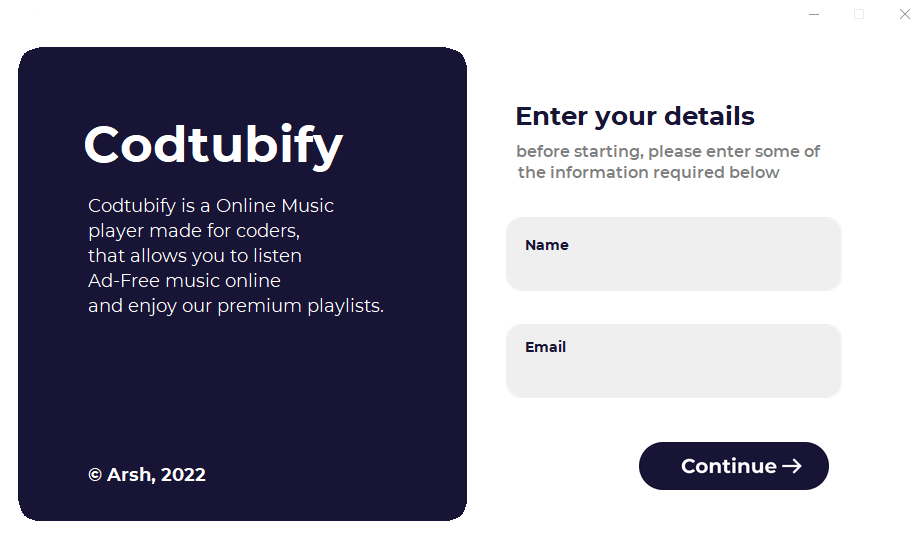 Codtubify
Codtubify is a Online Music
player made for coders,
that allows you to listen
Ad-Free music online
and enjoy our premium playlists.
© Arsh, 2022
Enter your details
before starting, please enter some of
the information required below
Name
Email
Continue →